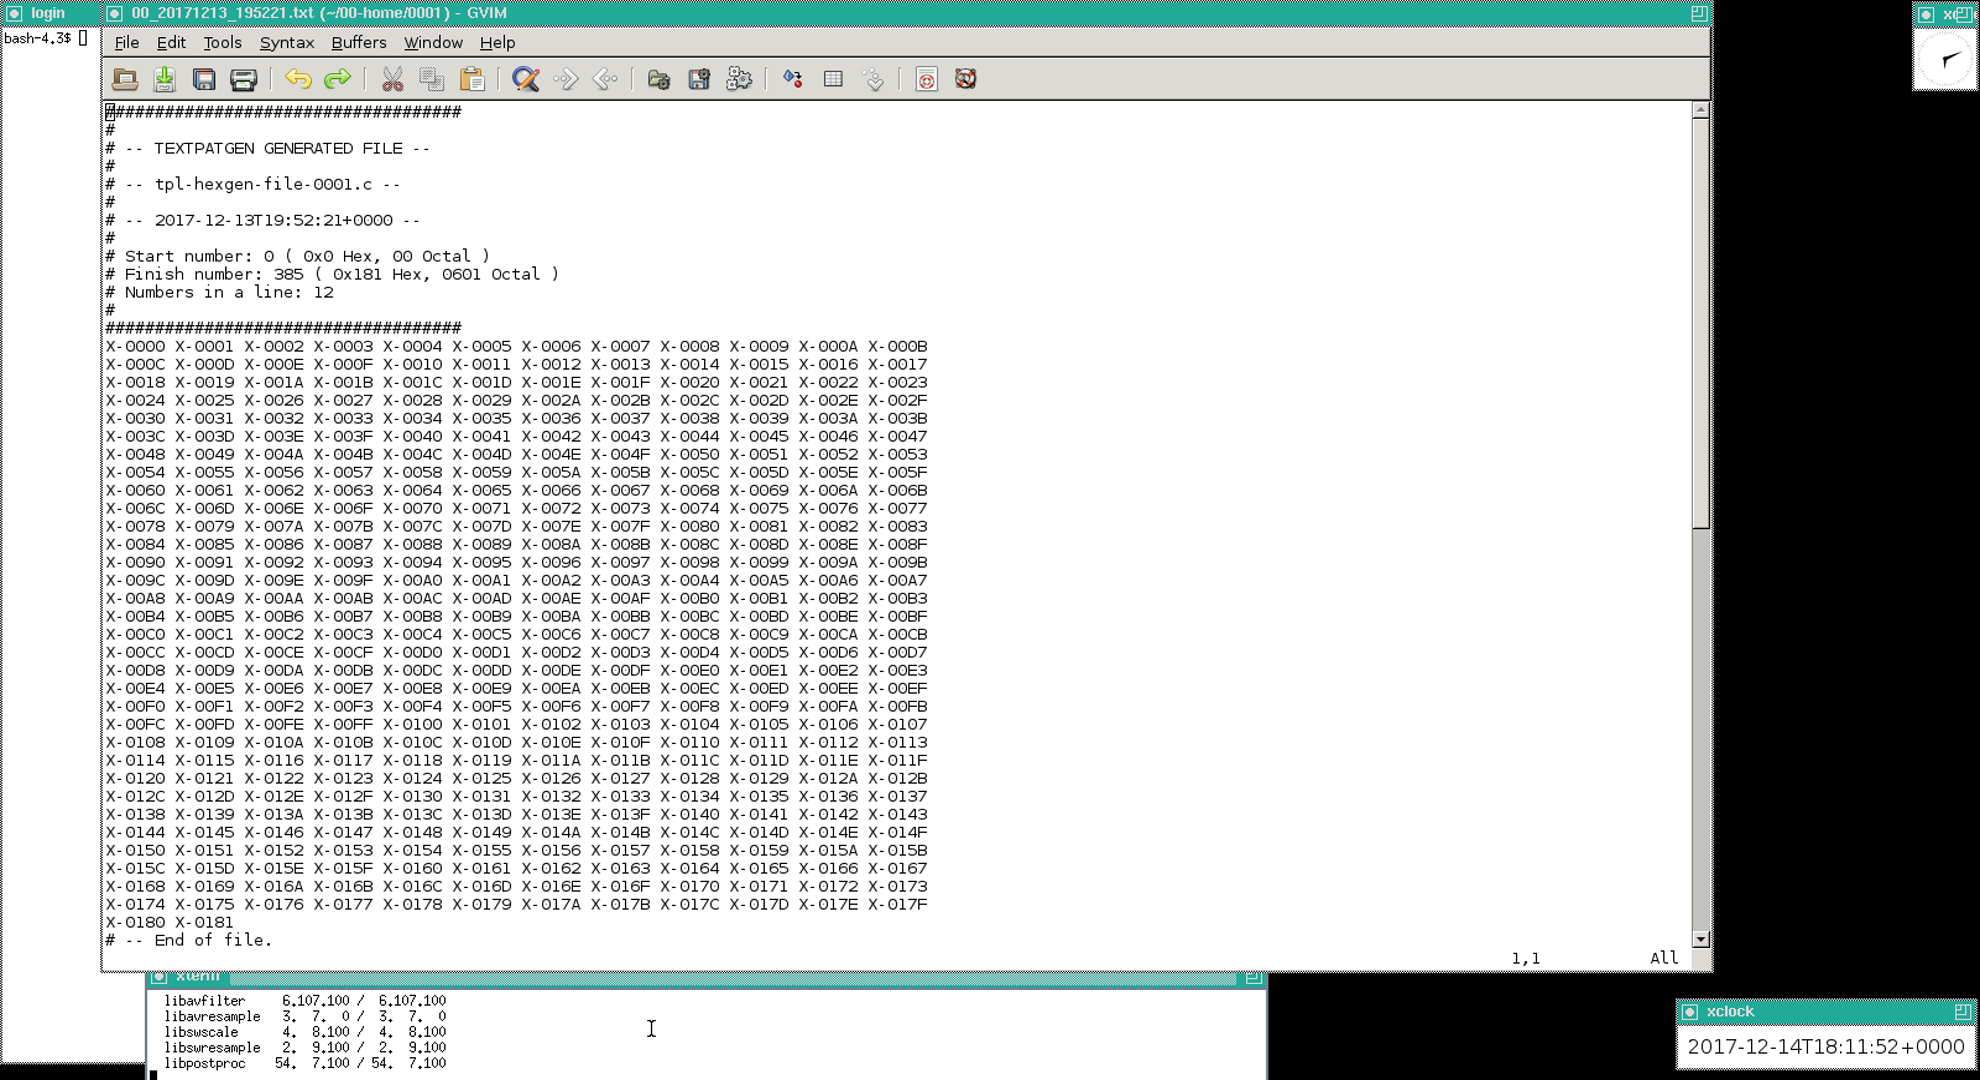 login
bash-4.3$
00_20171213_195221.txt (~/00-home/0001) - GVIM
File Edit Tools Syntax Buffers Window Help
####################################
#
# -- TEXTPATGEN GENERATED FILE --
#
# -- tpl-hexgen-file-0001.c --
#
# -- 2017-12-13T19:52:21+0000 --
#
# Start number: 0 ( 0x0 Hex, 00 Octal )
# Finish number: 385 ( 0x181 Hex, 0601 Octal )
# Numbers in a line: 12
#
####################################
X-0000 X-0001 X-0002 X-0003 X-0004 X-0005 X-0006 X-0007 X-0008 X-0009 X-000A X-000B
X-000C X-000D X-000E X-000F X-0010 X-0011 X-0012 X-0013 X-0014 X-0015 X-0016 X-0017
X-0018 X-0019 X-001A X-001B X-001C X-001D X-001E X-001F X-0020 X-0021 X-0022 X-0023
X-0024 X-0025 X-0026 X-0027 X-0028 X-0029 X-002A X-002B X-002C X-002D X-002E X-002F
X-0030 X-0031 X-0032 X-0033 X-0034 X-0035 X-0036 X-0037 X-0038 X-0039 X-003A X-003B
X-003C X-003D X-003E X-003F X-0040 X-0041 X-0042 X-0043 X-0044 X-0045 X-0046 X-0047
X-0048 X-0049 X-004A X-004B X-004C X-004D X-004E X-004F X-0050 X-0051 X-0052 X-0053
X-0054 X-0055 X-0056 X-0057 X-0058 X-0059 X-005A X-005B X-005C X-005D X-005E X-005F
X-0060 X-0061 X-0062 X-0063 X-0064 X-0065 X-0066 X-0067 X-0068 X-0069 X-006A X-006B
X-006C X-006D X-006E X-006F X-0070 X-0071 X-0072 X-0073 X-0074 X-0075 X-0076 X-0077
X-0078 X-0079 X-007A X-007B X-007C X-007D X-007E X-007F X-0080 X-0081 X-0082 X-0083
X-0084 X-0085 X-0086 X-0087 X-0088 X-0089 X-008A X-008B X-008C X-008D X-008E X-008F
X-0090 X-0091 X-0092 X-0093 X-0094 X-0095 X-0096 X-0097 X-0098 X-0099 X-009A X-009B
X-009C X-009D X-009E X-009F X-00A0 X-00A1 X-00A2 X-00A3 X-00A4 X-00A5 X-00A6 X-00A7
X-00A8 X-00A9 X-00AA X-00AB X-00AC X-00AD X-00AE X-00AF X-00B0 X-00B1 X-00B2 X-00B3
X-00B4 X-00B5 X-00B6 X-00B7 X-00B8 X-00B9 X-00BA X-00BB X-00BC X-00BD X-00BE X-00BF
X-00C0 X-00C1 X-00C2 X-00C3 X-00C4 X-00C5 X-00C6 X-00C7 X-00C8 X-00C9 X-00CA X-00CB
X-00CC X-00CD X-00CE X-00CF X-00D0 X-00D1 X-00D2 X-00D3 X-00D4 X-00D5 X-00D6 X-00D7
X-00D8 X-00D9 X-00DA X-00DB X-00DC X-00DD X-00DE X-00DF X-00E0 X-00E1 X-00E2 X-00E3
X-00E4 X-00E5 X-00E6 X-00E7 X-00E8 X-00E9 X-00EA X-00EB X-00EC X-00ED X-00EE X-00EF
X-00F0 X-00F1 X-00F2 X-00F3 X-00F4 X-00F5 X-00F6 X-00F7 X-00F8 X-00F9 X-00FA X-00FB
X-00FC X-00FD X-00FE X-00FF X-0100 X-0101 X-0102 X-0103 X-0104 X-0105 X-0106 X-0107
X-0108 X-0109 X-010A X-010B X-010C X-010D X-010E X-010F X-0110 X-0111 X-0112 X-0113
X-0114 X-0115 X-0116 X-0117 X-0118 X-0119 X-011A X-011B X-011C X-011D X-011E X-011F
X-0120 X-0121 X-0122 X-0123 X-0124 X-0125 X-0126 X-0127 X-0128 X-0129 X-012A X-012B
X-012C X-012D X-012E X-012F X-0130 X-0131 X-0132 X-0133 X-0134 X-0135 X-0136 X-0137
X-0138 X-0139 X-013A X-013B X-013C X-013D X-013E X-013F X-0140 X-0141 X-0142 X-0143
X-0144 X-0145 X-0146 X-0147 X-0148 X-0149 X-014A X-014B X-014C X-014D X-014E X-014F
X-0150 X-0151 X-0152 X-0153 X-0154 X-0155 X-0156 X-0157 X-0158 X-0159 X-015A X-015B
X-015C X-015D X-015E X-015F X-0160 X-0161 X-0162 X-0163 X-0164 X-0165 X-0166 X-0167
X-0168 X-0169 X-016A X-016B X-016C X-016D X-016E X-016F X-0170 X-0171 X-0172 X-0173
X-0174 X-0175 X-0176 X-0177 X-0178 X-0179 X-017A X-017B X-017C X-017D X-017E X-017F
X-0180 X-0181
# -- End of file.
1,1 All
xterm
libavfilter 6.107.100 / 6.107.100
libavresample 3. 7. 0 / 3. 7. 0
libswscale 4. 8.100 / 4. 8.100
libswresample 2. 9.100 / 2. 9.100
libpostproc 54. 7.100 / 54. 7.100
xclock
2017-12-14T18:11:52+0000